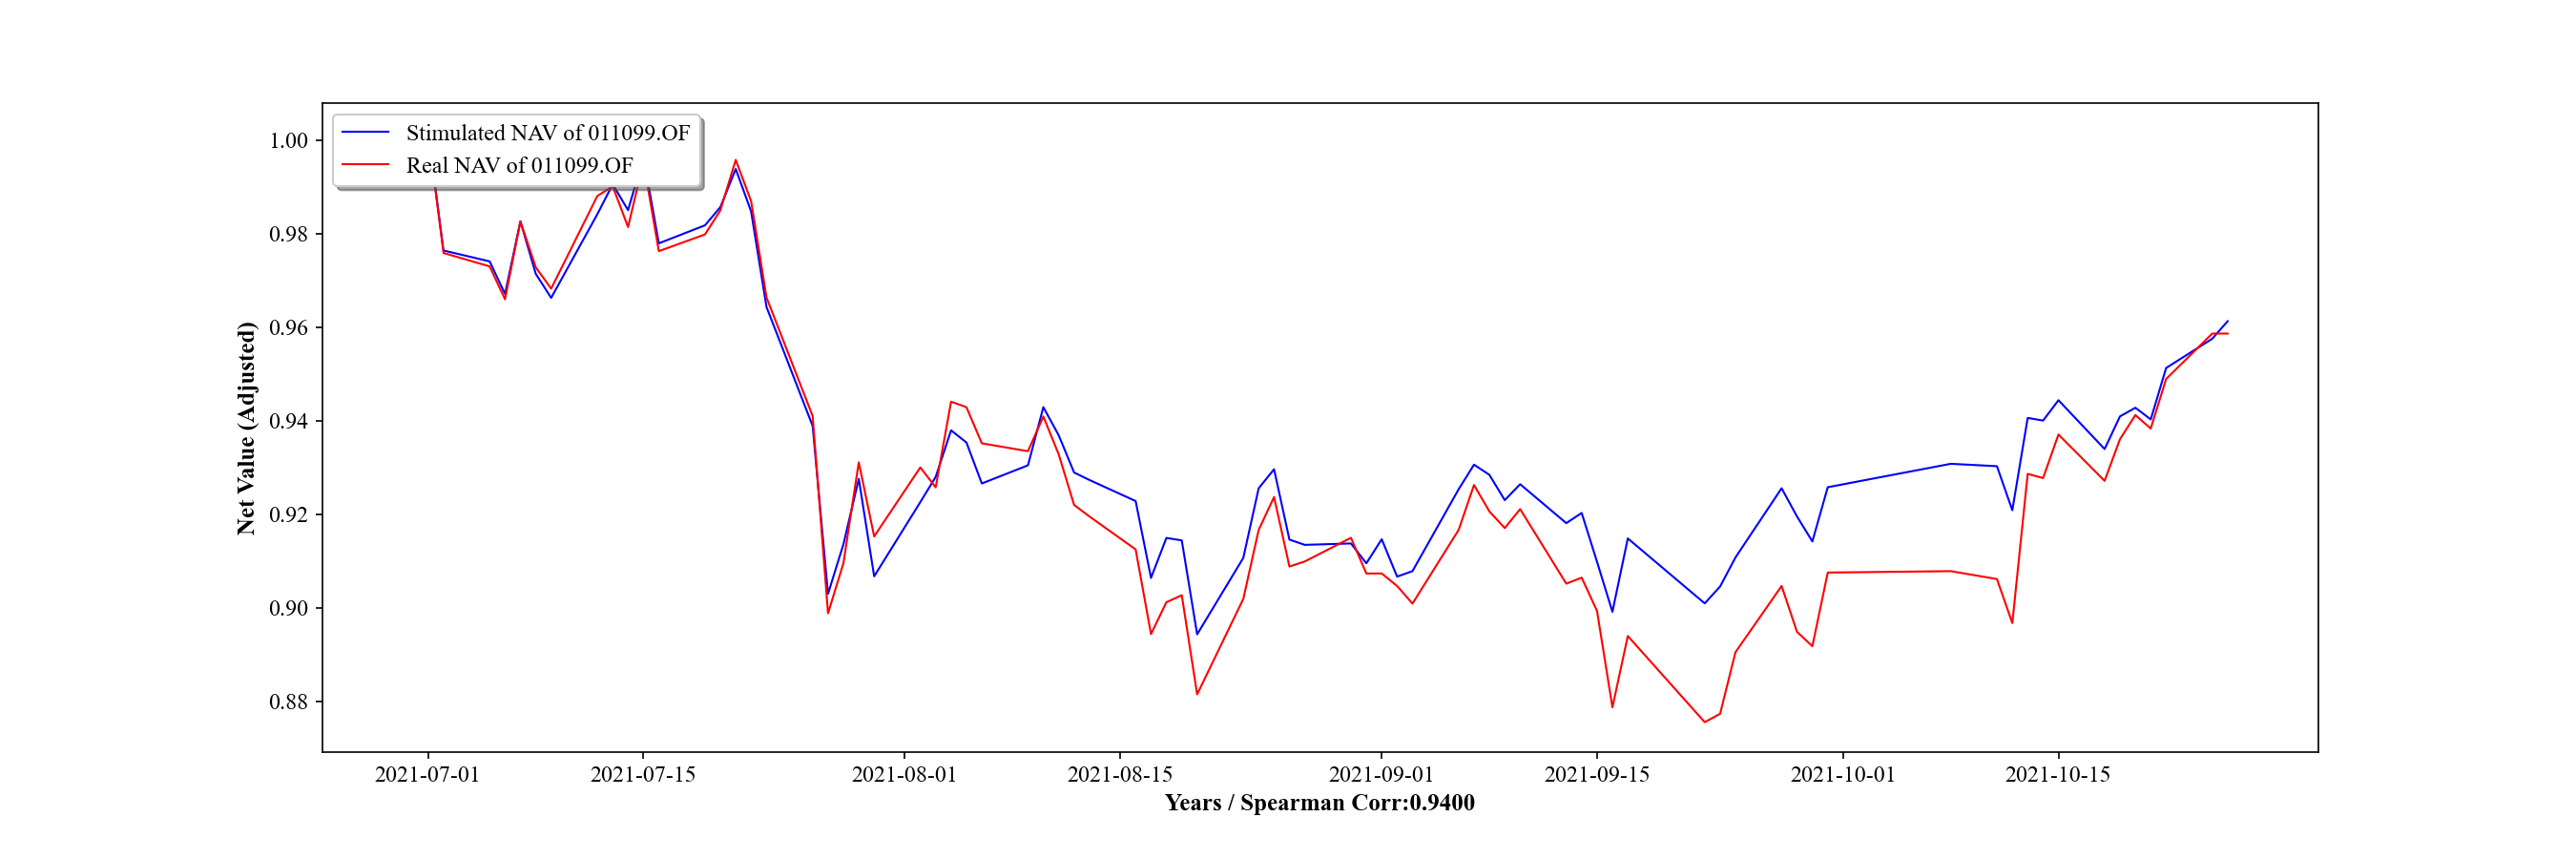 Stimulated NAV of 011099.OF
Real NAV of 011099.OF
Net Value (Adjusted)
1.00
0.98
0.96
0.94
0.92
0.90
0.88
2021-07-01 2021-07-15 2021-08-01 2021-08-15 2021-09-01 2021-09-15 2021-10-01 2021-10-15
Years / Spearman Corr:0.9400